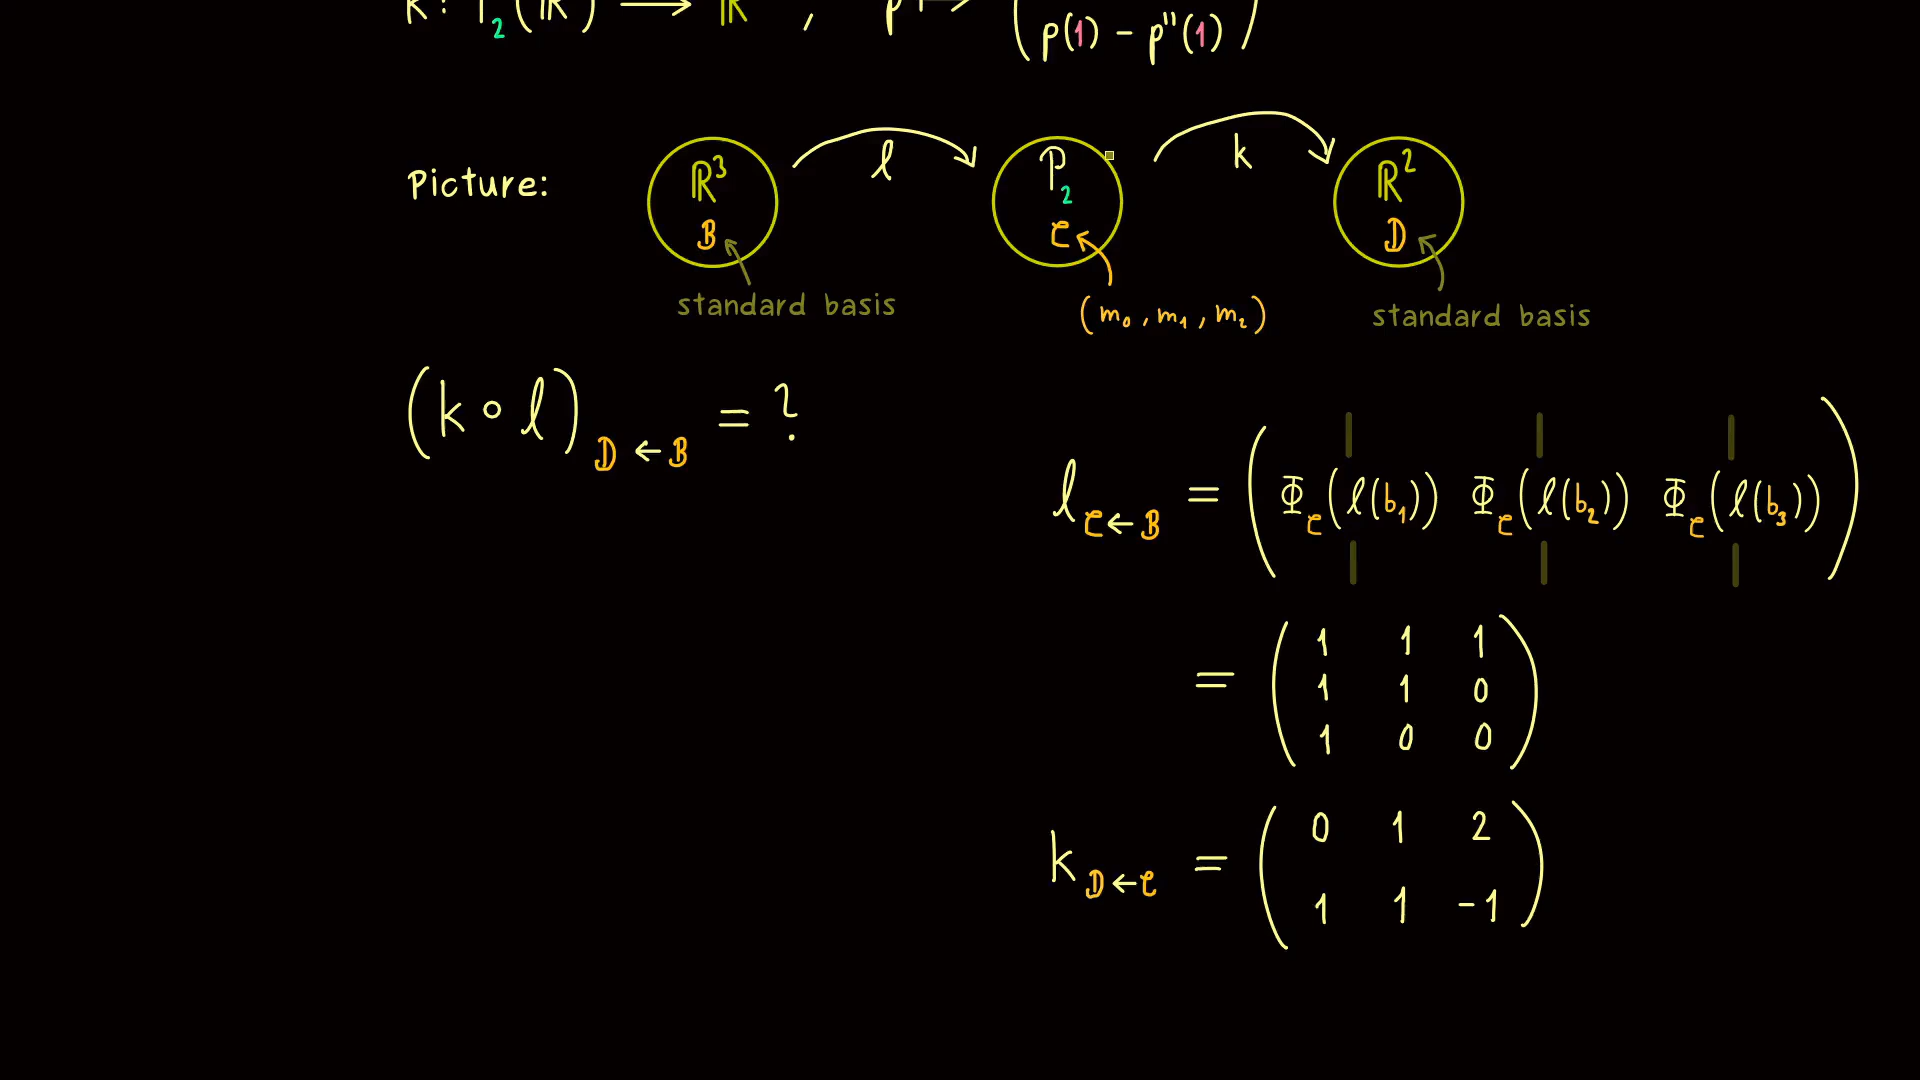 k : P₂(ℝ) ⟶ ℝ , p ↦ ( p(1) − p''(1) )
Picture: ℝ³ B l P₂ C k ℝ² D
standard basis (m₀ , m₁ , m₂) standard basis
(k ∘ l)_{D←B} = ?
l_{C←B} = ( Φ_C(l(b₁)) Φ_C(l(b₂)) Φ_C(l(b₃)) )
= ( 1 1 1
1 1 0
1 0 0 )
k_{D←C} = ( 0 1 2
1 1 -1 )